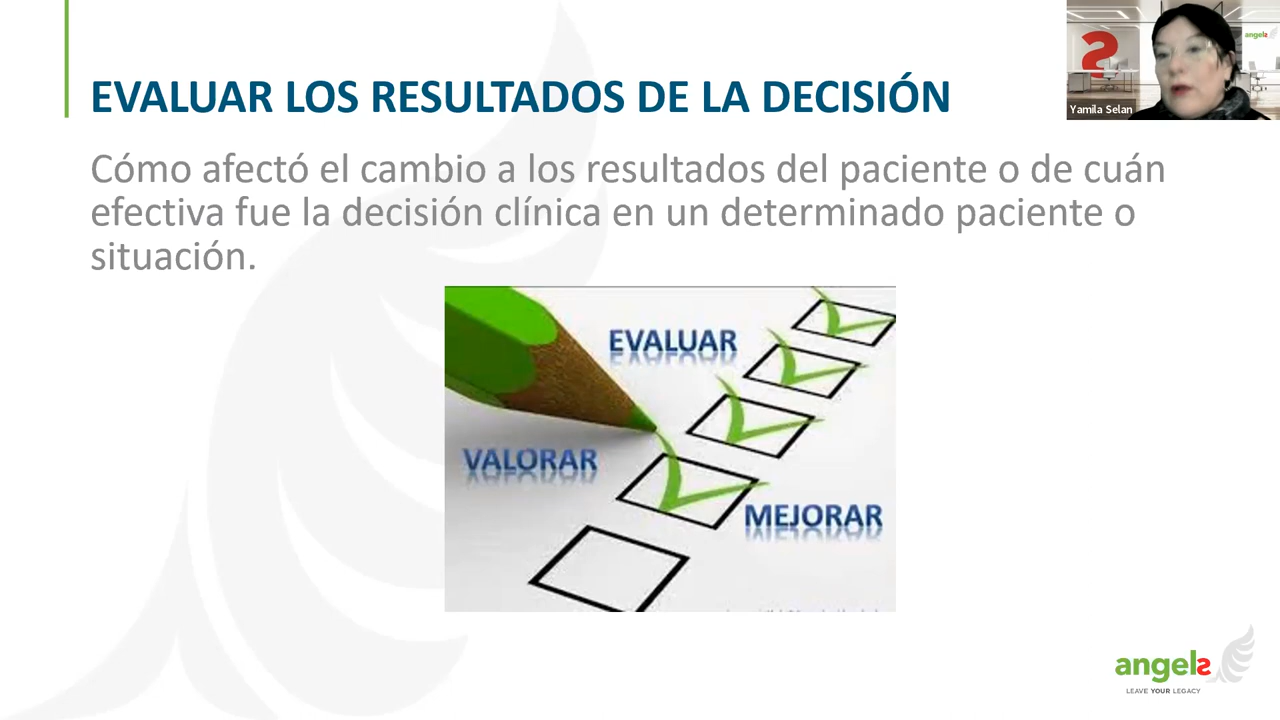 EVALUAR LOS RESULTADOS DE LA DECISIÓN
angels
Yamila Selan
Cómo afectó el cambio a los resultados del paciente o de cuán
efectiva fue la decisión clínica en un determinado paciente o
situación.
EVALUAR
VALORAR
MEJORAR
angels
LEAVE YOUR LEGACY